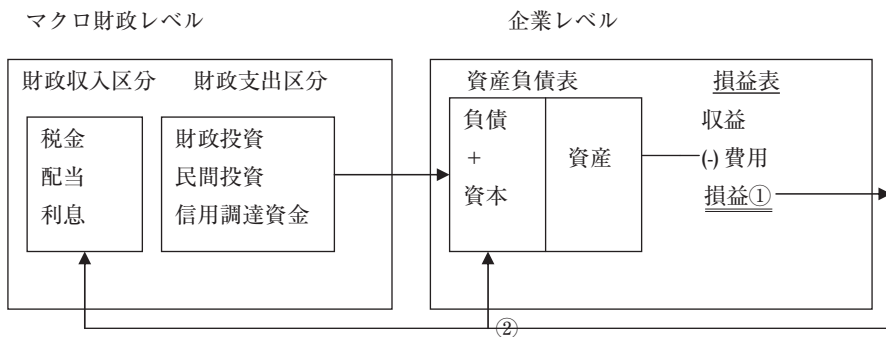 マクロ財政レベル
企業レベル
財政収入区分
財政支出区分
税金
配当
利息
財政投資
民間投資
信用調達資金
資産負債表
損益表
負債
+
資本
資産
収益
(-) 費用
損益①
②